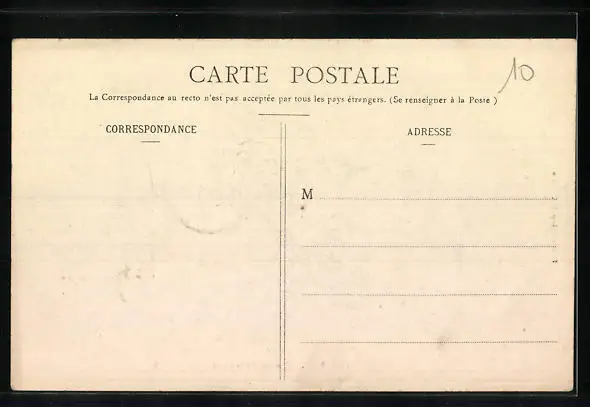 CARTE POSTALE
10
La Correspondance au recto n'est pas acceptée par tous les pays étrangers. (Se renseigner à la Poste )
CORRESPONDANCE
ADRESSE
M